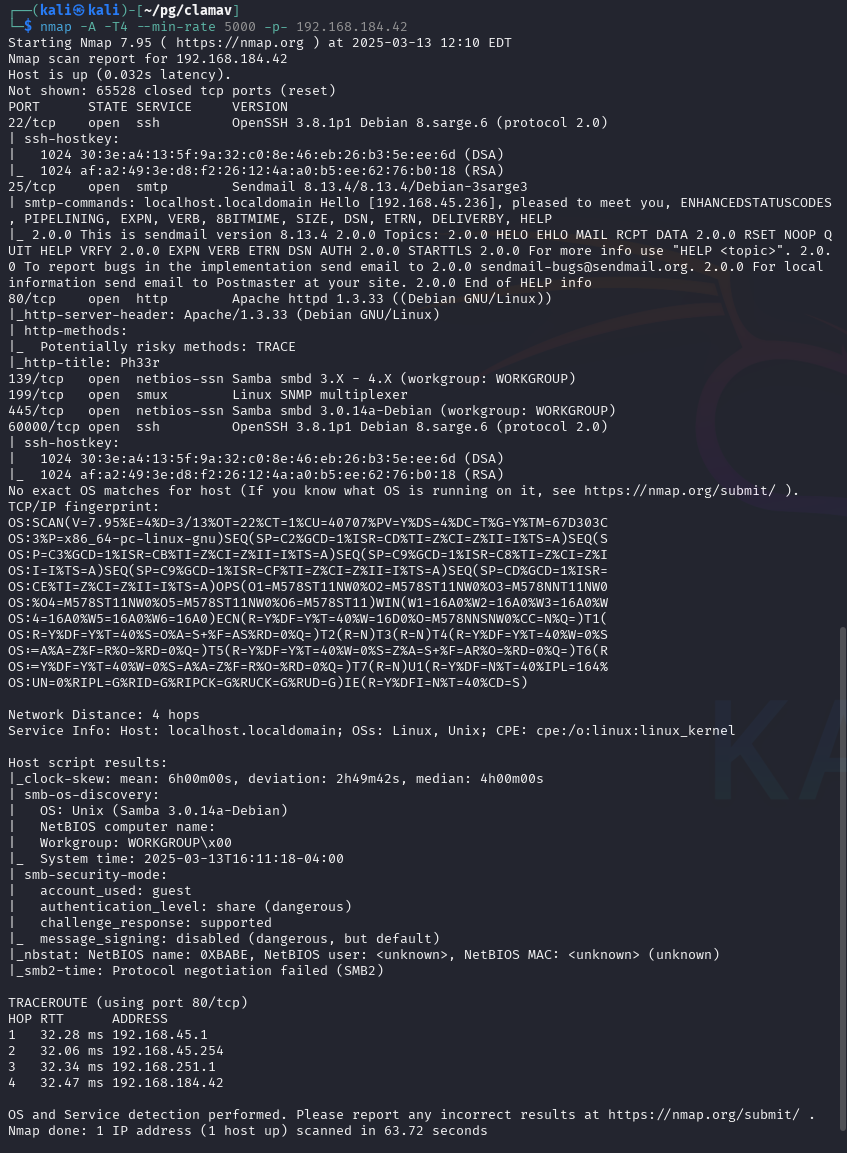 ┌──(kali㉿kali)-[~/pg/clamav]
└─$ nmap -A -T4 --min-rate 5000 -p- 192.168.184.42
Starting Nmap 7.95 ( https://nmap.org ) at 2025-03-13 12:10 EDT
Nmap scan report for 192.168.184.42
Host is up (0.032s latency).
Not shown: 65528 closed tcp ports (reset)
PORT      STATE SERVICE     VERSION
22/tcp    open  ssh         OpenSSH 3.8.1p1 Debian 8.sarge.6 (protocol 2.0)
| ssh-hostkey:
|   1024 30:3e:a4:13:5f:9a:32:c0:8e:46:eb:26:b3:5e:ee:6d (DSA)
|_  1024 af:a2:49:3e:d8:f2:26:12:4a:a0:b5:ee:62:76:b0:18 (RSA)
25/tcp    open  smtp        Sendmail 8.13.4/8.13.4/Debian-3sarge3
| smtp-commands: localhost.localdomain Hello [192.168.45.236], pleased to meet you, ENHANCEDSTATUSCODES
, PIPELINING, EXPN, VERB, 8BITMIME, SIZE, DSN, ETRN, DELIVERBY, HELP
|_ 2.0.0 This is sendmail version 8.13.4 2.0.0 Topics: 2.0.0 HELO EHLO MAIL RCPT DATA 2.0.0 RSET NOOP Q
UIT HELP VRFY 2.0.0 EXPN VERB ETRN DSN AUTH 2.0.0 STARTTLS 2.0.0 For more info use "HELP <topic>". 2.0.
0 To report bugs in the implementation send email to 2.0.0 sendmail-bugs@sendmail.org. 2.0.0 For local
information send email to Postmaster at your site. 2.0.0 End of HELP info
80/tcp    open  http        Apache httpd 1.3.33 ((Debian GNU/Linux))
|_http-server-header: Apache/1.3.33 (Debian GNU/Linux)
| http-methods:
|_  Potentially risky methods: TRACE
|_http-title: Ph33r
139/tcp   open  netbios-ssn Samba smbd 3.X - 4.X (workgroup: WORKGROUP)
199/tcp   open  smux        Linux SNMP multiplexer
445/tcp   open  netbios-ssn Samba smbd 3.0.14a-Debian (workgroup: WORKGROUP)
60000/tcp open  ssh         OpenSSH 3.8.1p1 Debian 8.sarge.6 (protocol 2.0)
| ssh-hostkey:
|   1024 30:3e:a4:13:5f:9a:32:c0:8e:46:eb:26:b3:5e:ee:6d (DSA)
|_  1024 af:a2:49:3e:d8:f2:26:12:4a:a0:b5:ee:62:76:b0:18 (RSA)
No exact OS matches for host (If you know what OS is running on it, see https://nmap.org/submit/ ).
TCP/IP fingerprint:
OS:SCAN(V=7.95%E=4%D=3/13%OT=22%CT=1%CU=40707%PV=Y%DS=4%DC=T%G=Y%TM=67D303C
OS:3%P=x86_64-pc-linux-gnu)SEQ(SP=C2%GCD=1%ISR=CD%TI=Z%CI=Z%II=I%TS=A)SEQ(S
OS:P=C3%GCD=1%ISR=CB%TI=Z%CI=Z%II=I%TS=A)SEQ(SP=C9%GCD=1%ISR=C8%TI=Z%CI=Z%I
OS:I=I%TS=A)SEQ(SP=C9%GCD=1%ISR=CF%TI=Z%CI=Z%II=I%TS=A)SEQ(SP=CD%GCD=1%ISR=
OS:CE%TI=Z%CI=Z%II=I%TS=A)OPS(O1=M578ST11NW0%O2=M578ST11NW0%O3=M578NNT11NW0
OS:%O4=M578ST11NW0%O5=M578ST11NW0%O6=M578ST11)WIN(W1=16A0%W2=16A0%W3=16A0%W
OS:4=16A0%W5=16A0%W6=16A0)ECN(R=Y%DF=Y%T=40%W=16D0%O=M578NNSNW0%CC=N%Q=)T1(
OS:R=Y%DF=Y%T=40%S=O%A=S+%F=AS%RD=0%Q=)T2(R=N)T3(R=N)T4(R=Y%DF=Y%T=40%W=0%S
OS:=A%A=Z%F=R%O=%RD=0%Q=)T5(R=Y%DF=Y%T=40%W=0%S=Z%A=S+%F=AR%O=%RD=0%Q=)T6(R
OS:=Y%DF=Y%T=40%W=0%S=A%A=Z%F=R%O=%RD=0%Q=)T7(R=N)U1(R=Y%DF=N%T=40%IPL=164%
OS:UN=0%RIPL=G%RID=G%RIPCK=G%RUCK=G%RUD=G)IE(R=Y%DFI=N%T=40%CD=S)

Network Distance: 4 hops
Service Info: Host: localhost.localdomain; OSs: Linux, Unix; CPE: cpe:/o:linux:linux_kernel

Host script results:
|_clock-skew: mean: 6h00m00s, deviation: 2h49m42s, median: 4h00m00s
| smb-os-discovery:
|   OS: Unix (Samba 3.0.14a-Debian)
|   NetBIOS computer name:
|   Workgroup: WORKGROUP\x00
|_  System time: 2025-03-13T16:11:18-04:00
| smb-security-mode:
|   account_used: guest
|   authentication_level: share (dangerous)
|   challenge_response: supported
|_  message_signing: disabled (dangerous, but default)
|_nbstat: NetBIOS name: 0XBABE, NetBIOS user: <unknown>, NetBIOS MAC: <unknown> (unknown)
|_smb2-time: Protocol negotiation failed (SMB2)

TRACEROUTE (using port 80/tcp)
HOP RTT      ADDRESS
1   32.28 ms 192.168.45.1
2   32.06 ms 192.168.45.254
3   32.34 ms 192.168.251.1
4   32.47 ms 192.168.184.42

OS and Service detection performed. Please report any incorrect results at https://nmap.org/submit/ .
Nmap done: 1 IP address (1 host up) scanned in 63.72 seconds
KA